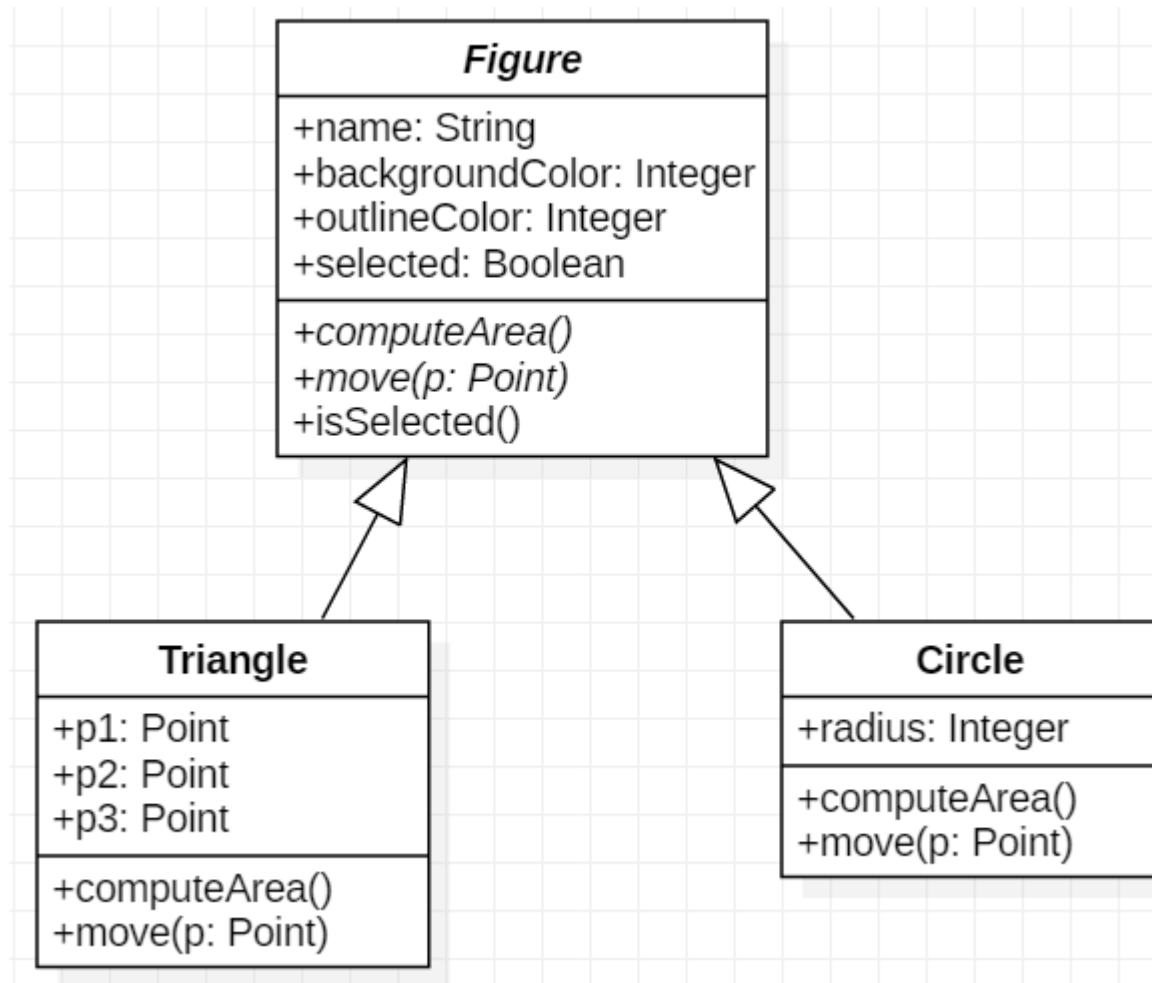 Figure
+name: String
+backgroundColor: Integer
+outlineColor: Integer
+selected: Boolean
+computeArea()
+move(p: Point)
+isSelected()
Triangle
+p1: Point
+p2: Point
+p3: Point
+computeArea()
+move(p: Point)
Circle
+radius: Integer
+computeArea()
+move(p: Point)